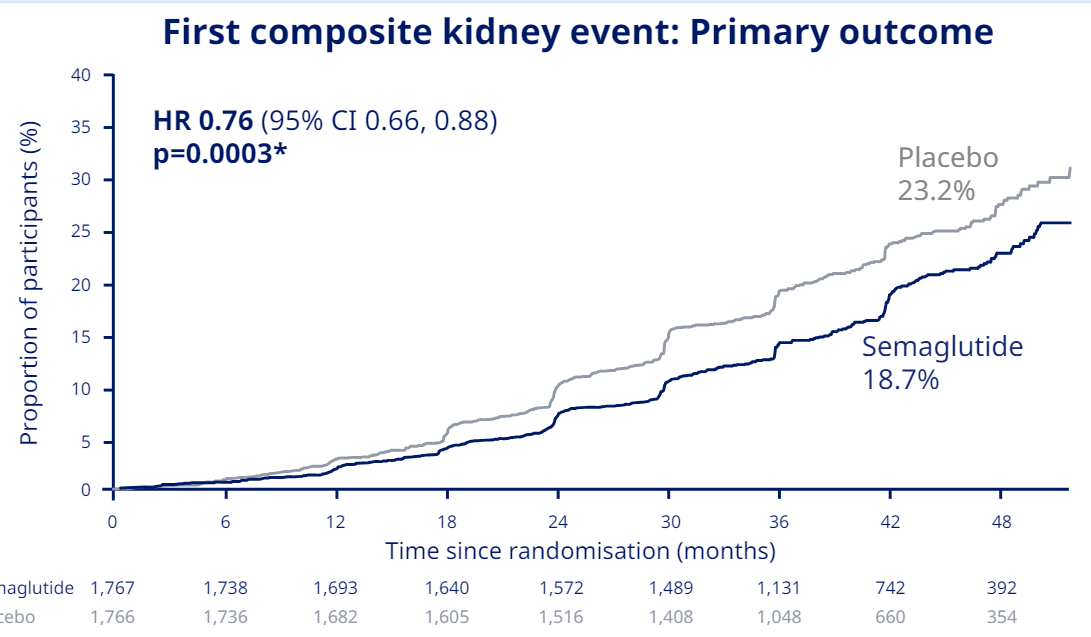 First composite kidney event: Primary outcome
40
HR 0.76 (95% CI 0.66, 0.88)
35
p=0.0003*
Placebo
30
23.2%
25
20
15
Semaglutide
18.7%
10
5
0
Proportion of participants (%)
0 6 12 18 24 30 36 42 48
Time since randomisation (months)
maglutide 1,767 1,738 1,693 1,640 1,572 1,489 1,131 742 392
cebo 1,766 1,736 1,682 1,605 1,516 1,408 1,048 660 354